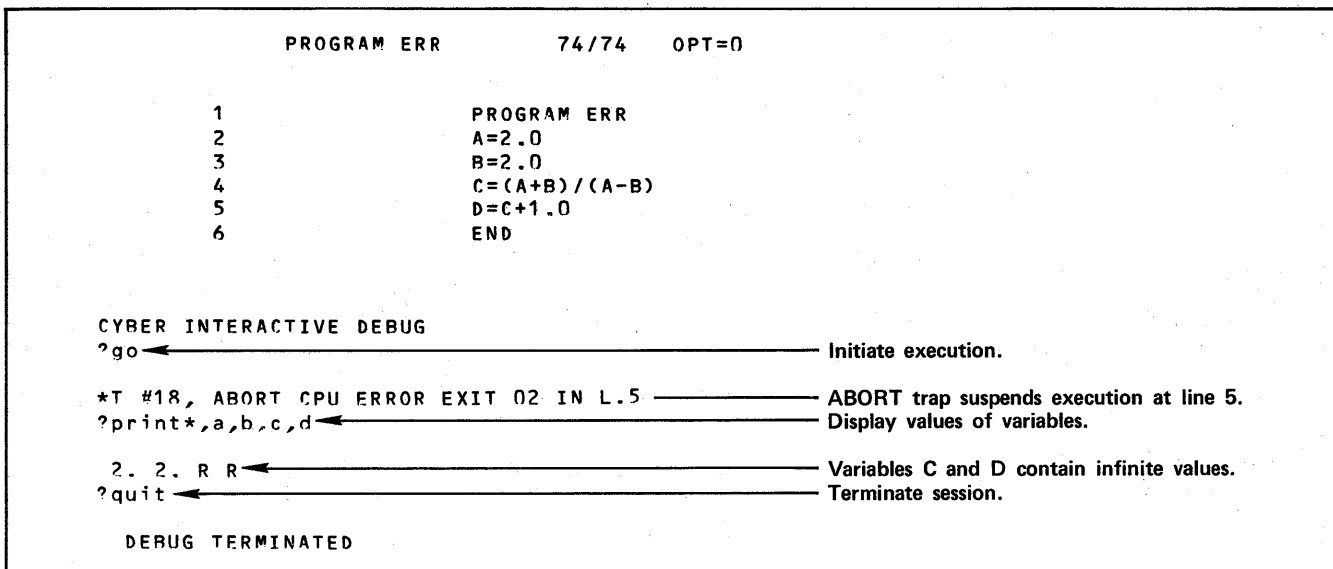 PROGRAM ERR 74/74 OPT=0
1 PROGRAM ERR
2 A=2.0
3 B=2.0
4 C=(A+B)/(A-B)
5 D=C+1.0
6 END
CYBER INTERACTIVE DEBUG
?go Initiate execution.
*T #18, ABORT CPU ERROR EXIT 02 IN L.5 ABORT trap suspends execution at line 5.
?print*,a,b,c,d Display values of variables.
2. 2. R R Variables C and D contain infinite values.
?quit Terminate session.
DEBUG TERMINATED